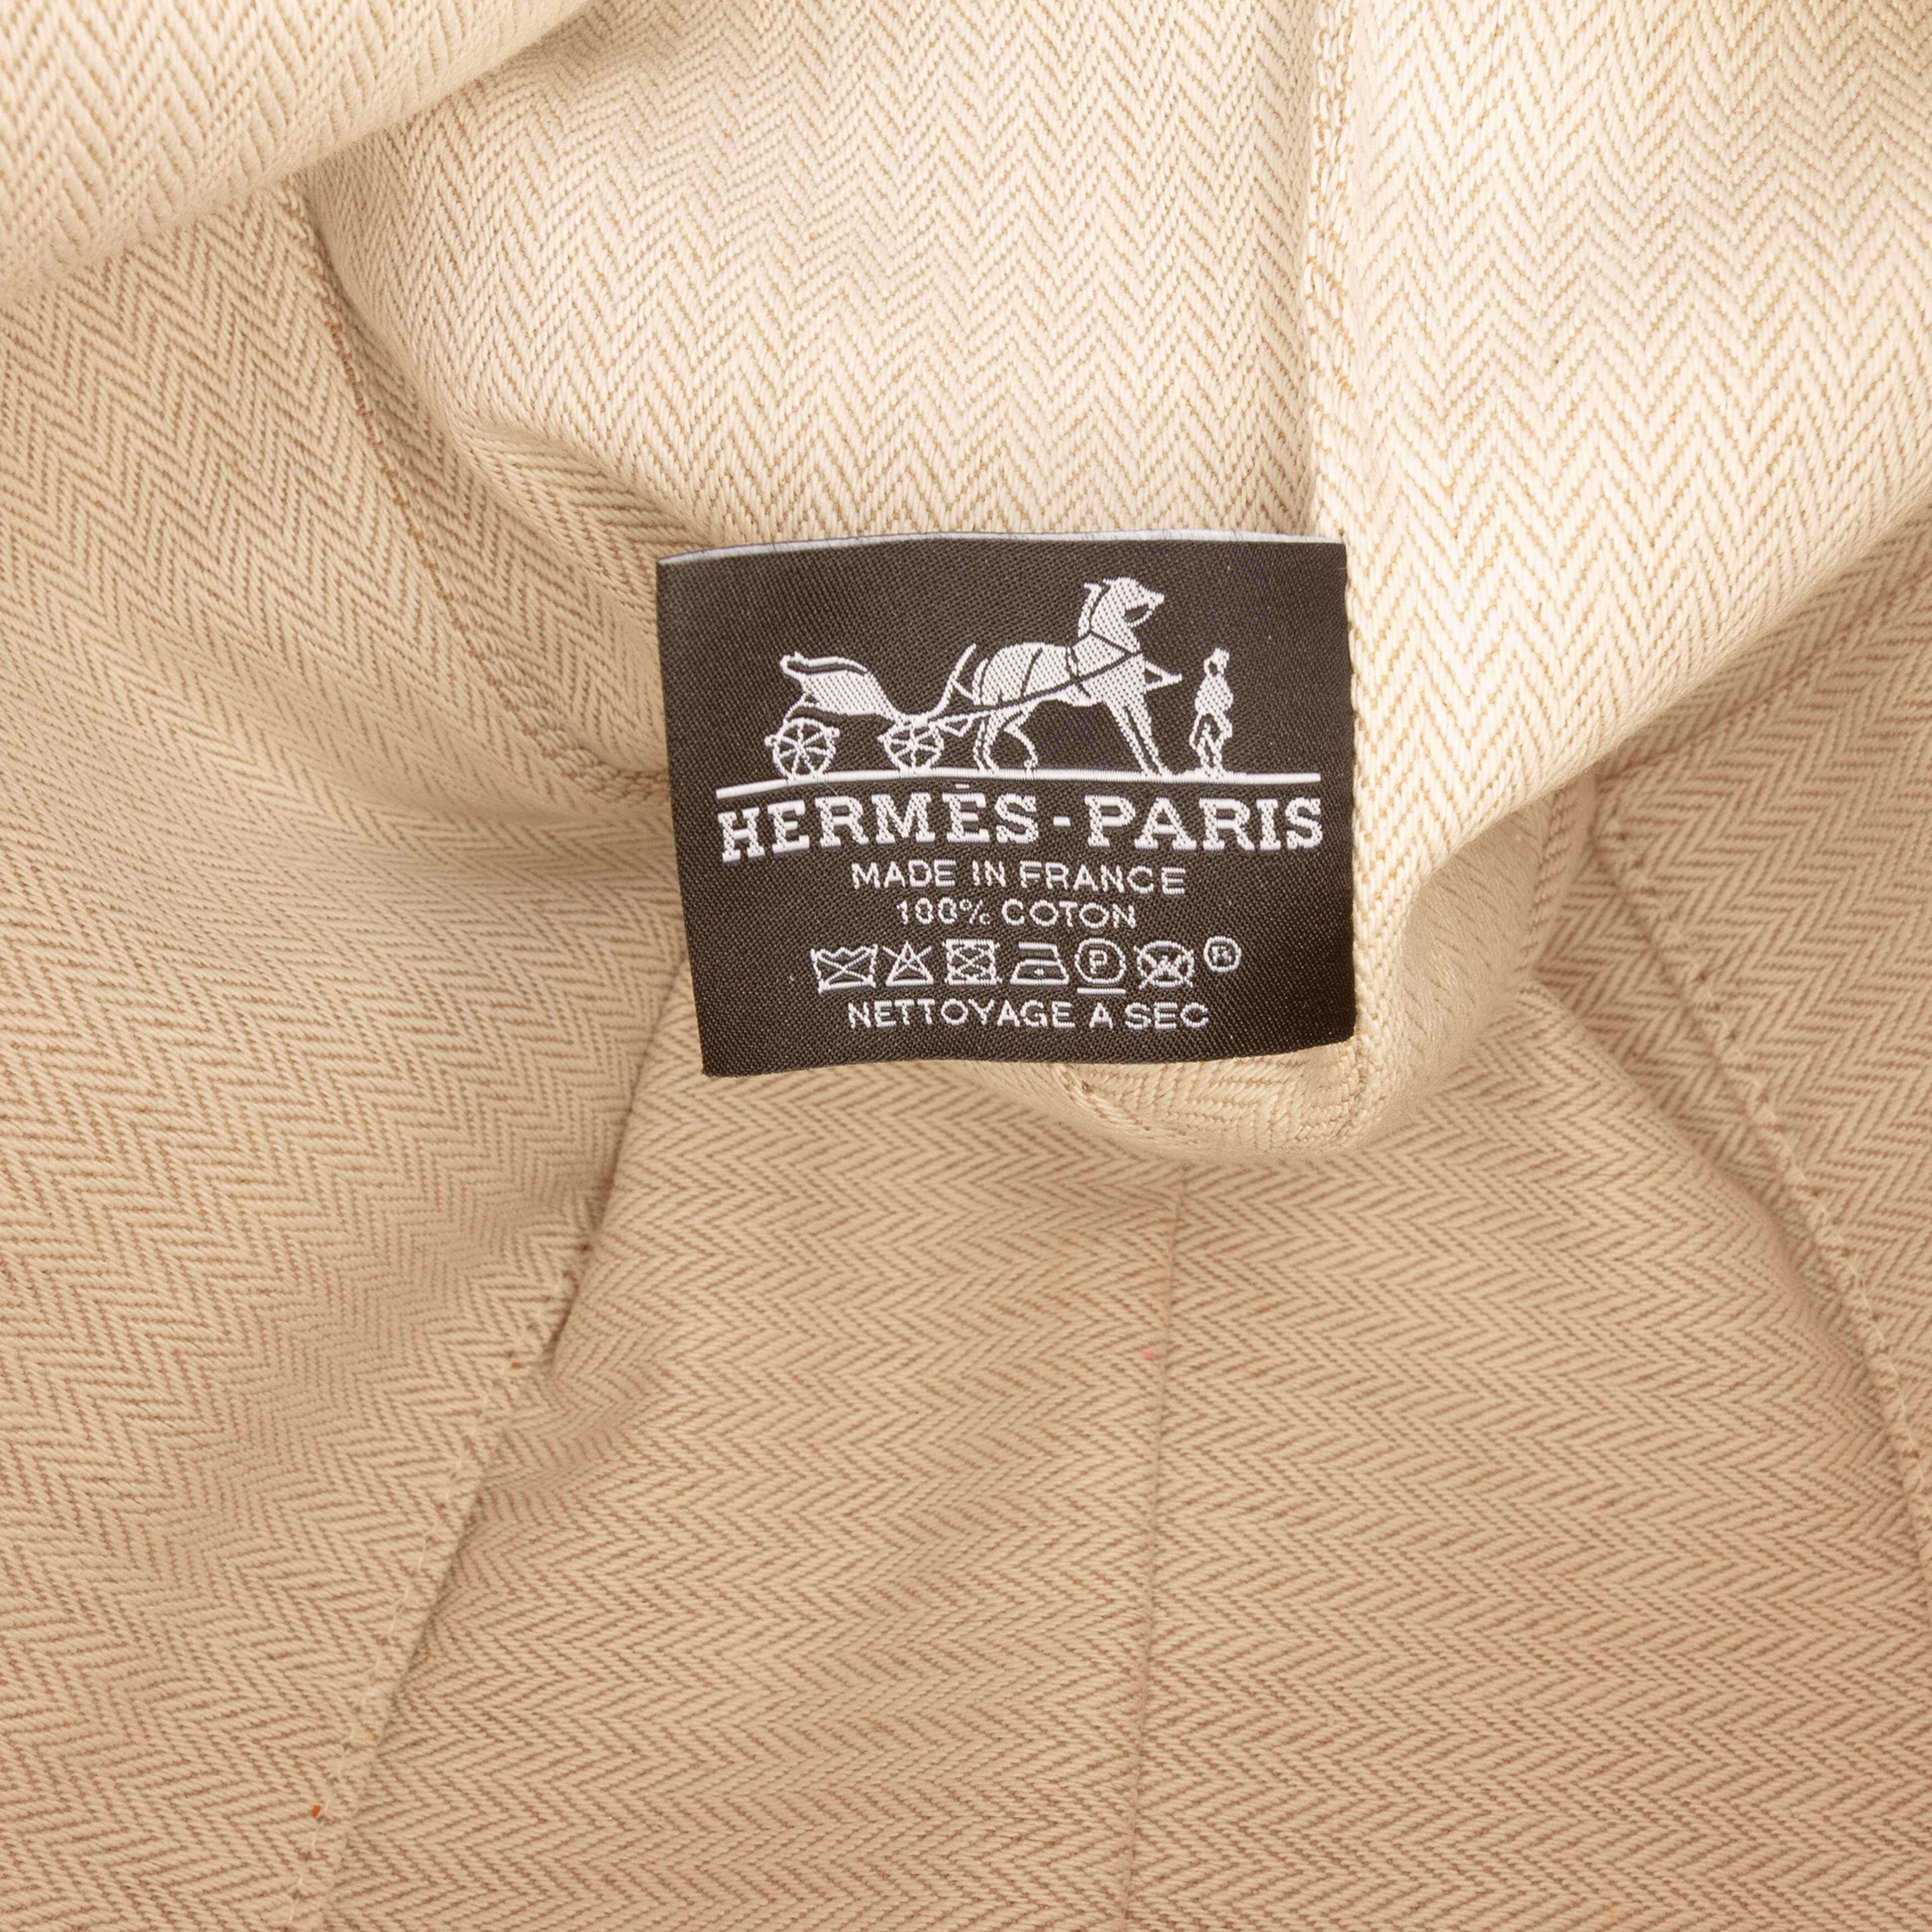 HERMÈS-PARIS
MADE IN FRANCE
100% COTON
P ®
NETTOYAGE A SEC